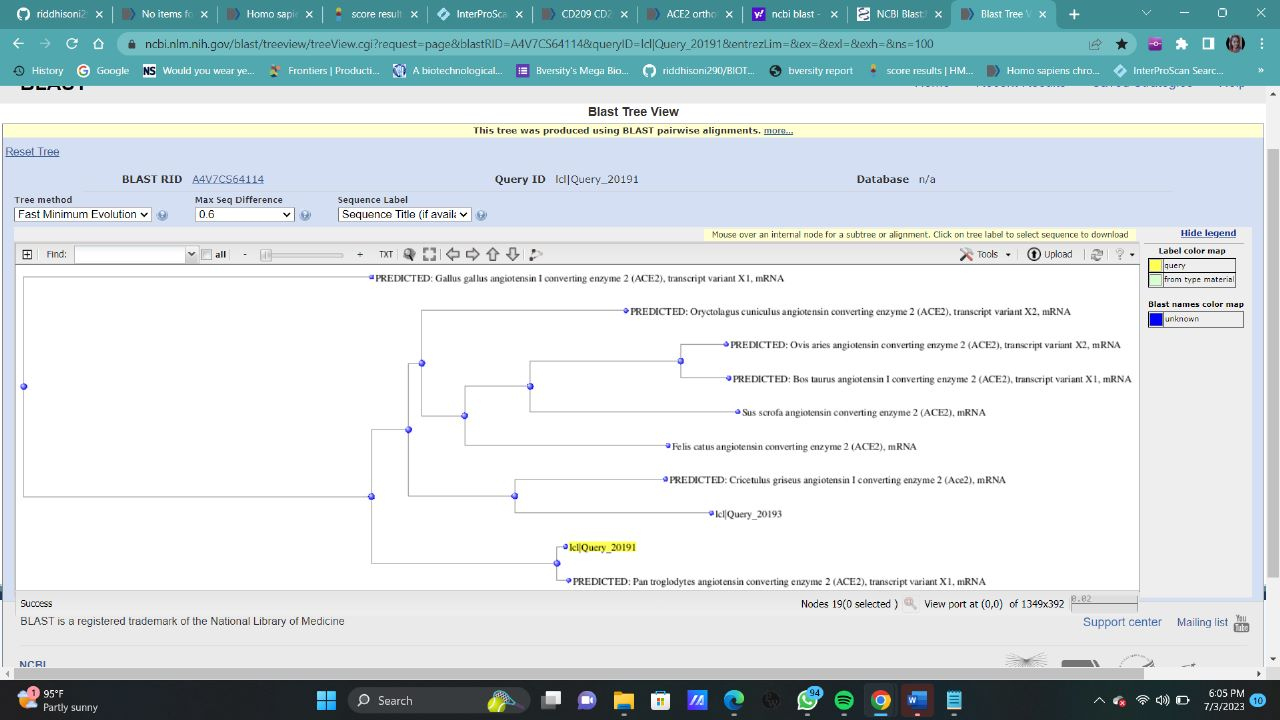 riddhisoni2
No items fo
Homo sapie
score result
InterProScan
CD209 CD2
ACE2 ortho
ncbi blast -
NCBI Blast:
Blast Tree V
ncbi.nlm.nih.gov/blast/treeview/treeView.cgi?request=page&blastRID=A4V7CS64114&queryID=lcl|Query_20191&entrezLim=&ex=&exl=&exh=&ns=100
History
Google
NS
Would you wear ye...
Frontiers | Producti...
A biotechnological...
Bversity's Mega Bio...
riddhisoni290/BIOT...
bversity report
score results | HM...
Homo sapiens chro...
InterProScan Searc...
»
Blast Tree View
This tree was produced using BLAST pairwise alignments. more...
Reset Tree
BLAST RID A4V7CS64114
Query ID lcl|Query_20191
Database n/a
Tree method
Max Seq Difference
Sequence Label
Fast Minimum Evolution
0.6
Sequence Title (if availa
Mouse over an internal node for a subtree or alignment. Click on tree label to select sequence to download
Hide legend
Find:
all
-
+
TXT
Tools
Upload
?
Label color map
query
from type material
Blast names color map
unknown
PREDICTED: Gallus gallus angiotensin I converting enzyme 2 (ACE2), transcript variant X1, mRNA
PREDICTED: Oryctolagus cuniculus angiotensin converting enzyme 2 (ACE2), transcript variant X2, mRNA
PREDICTED: Ovis aries angiotensin converting enzyme 2 (ACE2), transcript variant X2, mRNA
PREDICTED: Bos taurus angiotensin I converting enzyme 2 (ACE2), transcript variant X1, mRNA
Sus scrofa angiotensin converting enzyme 2 (ACE2), mRNA
Felis catus angiotensin converting enzyme 2 (ACE2), mRNA
PREDICTED: Cricetulus griseus angiotensin I converting enzyme 2 (Ace2), mRNA
lcl|Query_20193
lcl|Query_20191
PREDICTED: Pan troglodytes angiotensin converting enzyme 2 (ACE2), transcript variant X1, mRNA
Success
Nodes 19(0 selected )
View port at (0,0) of 1349x392
0.02
BLAST is a registered trademark of the National Library of Medicine
Support center
Mailing list
You
Tube
NCBI
1
95°F
Partly sunny
Search
94
6:05 PM
7/3/2023
10